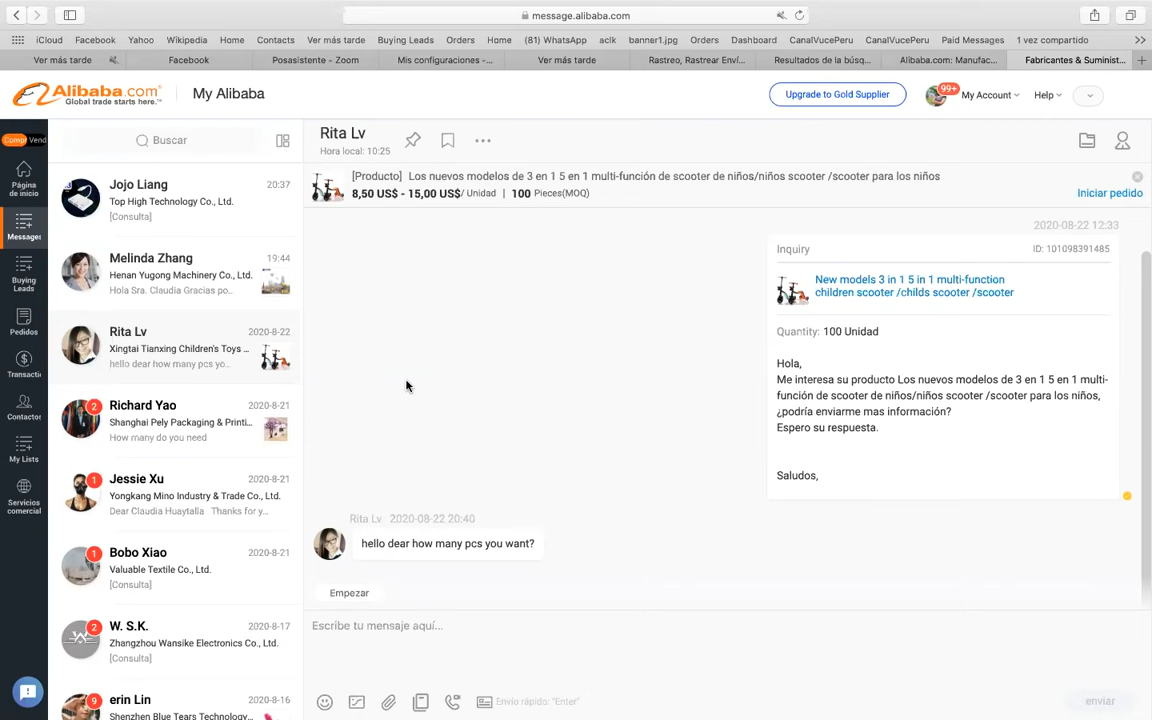 message.alibaba.com
iCloud Facebook Yahoo Wikipedia Home Contacts Ver más tarde Buying Leads Orders Home (81) WhatsApp aclk banner1.jpg Orders Dashboard CanalVucePeru CanalVucePeru Paid Messages 1 vez compartido
Ver más tarde Facebook Posasistente - Zoom Mis configuraciones -... Ver más tarde Rastreo, Rastrear Enví... Resultados de la búsq... Alibaba.com: Manufac... Fabricantes & Suminist...
Alibaba.com
Global trade starts here.™
My Alibaba
Upgrade to Gold Supplier
99+
My Account
Help
Compr Vend
Página de inicio
Messages
Buying Leads
Pedidos
Transacti
Contactos
My Lists
Servicios comercial
Buscar
Jojo Liang 20:37
Top High Technology Co., Ltd.
[Consulta]
Melinda Zhang 19:44
Henan Yugong Machinery Co., Ltd.
Hola Sra. Claudia Gracias po...
Rita Lv 2020-8-22
Xingtai Tianxing Children's Toys ...
hello dear how many pcs yo...
2
Richard Yao 2020-8-21
Shanghai Pely Packaging & Printi...
How many do you need
1
Jessie Xu 2020-8-21
Yongkang Mino Industry & Trade Co., Ltd.
Dear Claudia Huaytalia Thanks for y...
1
Bobo Xiao 2020-8-21
Valuable Textile Co., Ltd.
[Consulta]
2
W. S.K. 2020-8-17
Zhangzhou Wansike Electronics Co., Ltd.
[Consulta]
9
erin Lin 2020-8-16
Shenzhen Blue Tears Technology...
Rita Lv
Hora local: 10:25
[Producto] Los nuevos modelos de 3 en 1 5 en 1 multi-función de scooter de niños/niños scooter /scooter para los niños
8,50 US$ - 15,00 US$/ Unidad | 100 Pieces(MOQ)
Iniciar pedido
2020-08-22 12:33
Inquiry ID: 101098391485
New models 3 in 1 5 in 1 multi-function
children scooter /childs scooter /scooter
Quantity: 100 Unidad
Hola,
Me interesa su producto Los nuevos modelos de 3 en 1 5 en 1 multi-
función de scooter de niños/niños scooter /scooter para los niños,
¿podría enviarme mas información?
Espero su respuesta.
Saludos,
Rita Lv 2020-08-22 20:40
hello dear how many pcs you want?
Empezar
Escribe tu mensaje aquí...
Envío rápido: "Enter"
enviar